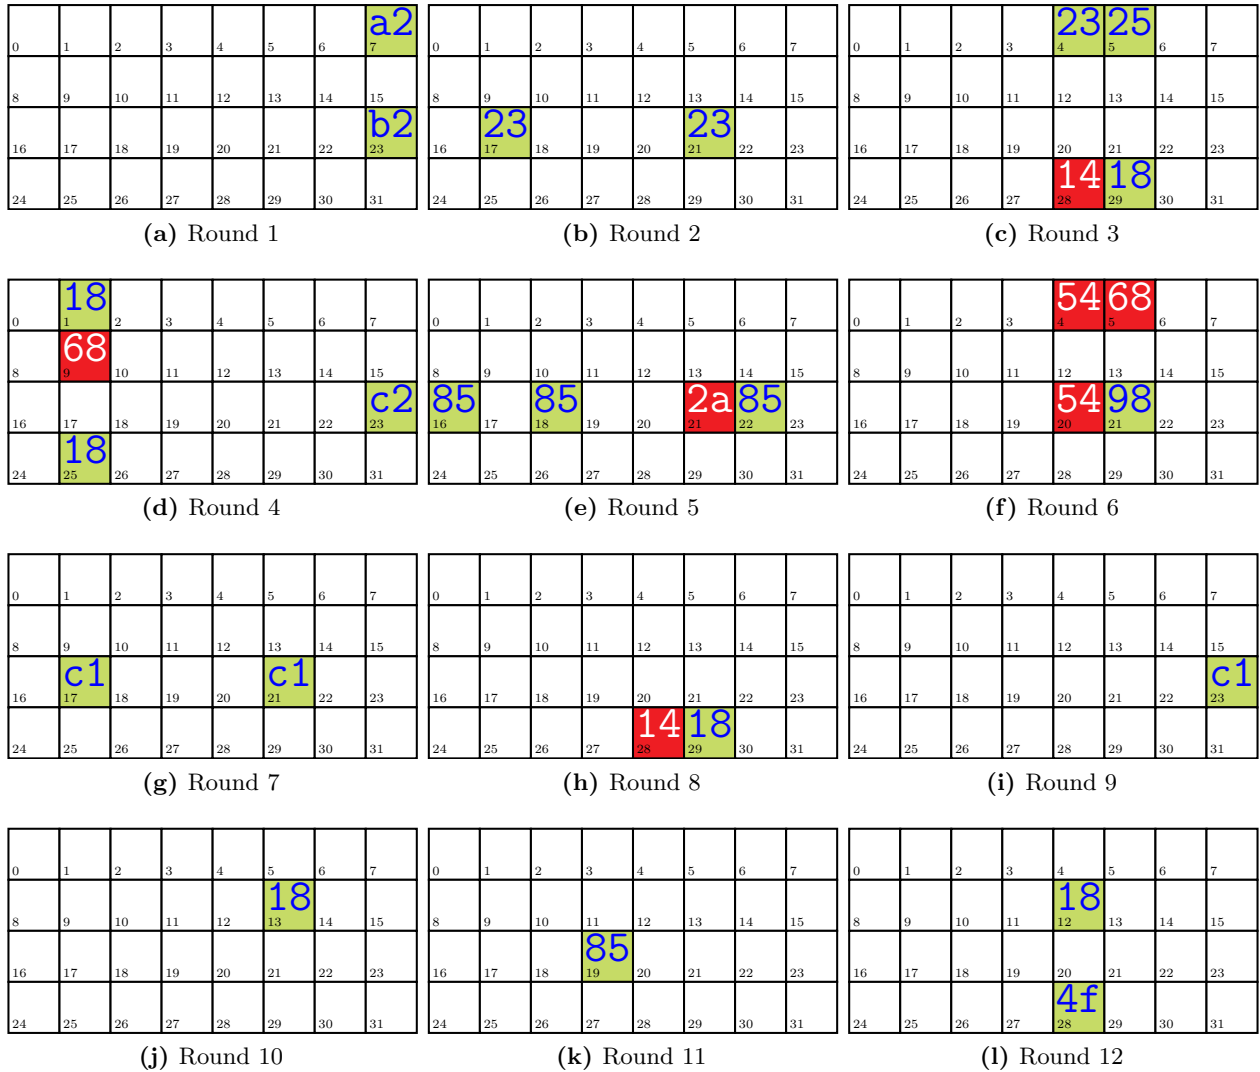 a2 23 23 25
0 1 2 3 4 5 6 7 0 1 2 3 4 5 6 7 0 1 2 3 4 5 6 7
8 9 10 11 12 13 14 15 8 9 10 11 12 13 14 15 8 9 10 11 12 13 14 15
b2 23 23
16 17 18 19 20 21 22 23 16 17 18 19 20 21 22 23 16 17 18 19 20 21 22 23
14 18
24 25 26 27 28 29 30 31 24 25 26 27 28 29 30 31 24 25 26 27 28 29 30 31
(a) Round 1 (b) Round 2 (c) Round 3
18 54 68
0 1 2 3 4 5 6 7 0 1 2 3 4 5 6 7 0 1 2 3 4 5 6 7
68
8 9 10 11 12 13 14 15 8 9 10 11 12 13 14 15 8 9 10 11 12 13 14 15
c2 85 85 2a 85 54 98
16 17 18 19 20 21 22 23 16 17 18 19 20 21 22 23 16 17 18 19 20 21 22 23
18
24 25 26 27 28 29 30 31 24 25 26 27 28 29 30 31 24 25 26 27 28 29 30 31
(d) Round 4 (e) Round 5 (f) Round 6
0 1 2 3 4 5 6 7 0 1 2 3 4 5 6 7 0 1 2 3 4 5 6 7
8 9 10 11 12 13 14 15 8 9 10 11 12 13 14 15 8 9 10 11 12 13 14 15
c1 c1 c1
16 17 18 19 20 21 22 23 16 17 18 19 20 21 22 23 16 17 18 19 20 21 22 23
14 18
24 25 26 27 28 29 30 31 24 25 26 27 28 29 30 31 24 25 26 27 28 29 30 31
(g) Round 7 (h) Round 8 (i) Round 9
0 1 2 3 4 5 6 7 0 1 2 3 4 5 6 7 0 1 2 3 4 5 6 7
18 18
8 9 10 11 12 13 14 15 8 9 10 11 12 13 14 15 8 9 10 11 12 13 14 15
85
16 17 18 19 20 21 22 23 16 17 18 19 20 21 22 23 16 17 18 19 20 21 22 23
4f
24 25 26 27 28 29 30 31 24 25 26 27 28 29 30 31 24 25 26 27 28 29 30 31
(j) Round 10 (k) Round 11 (l) Round 12